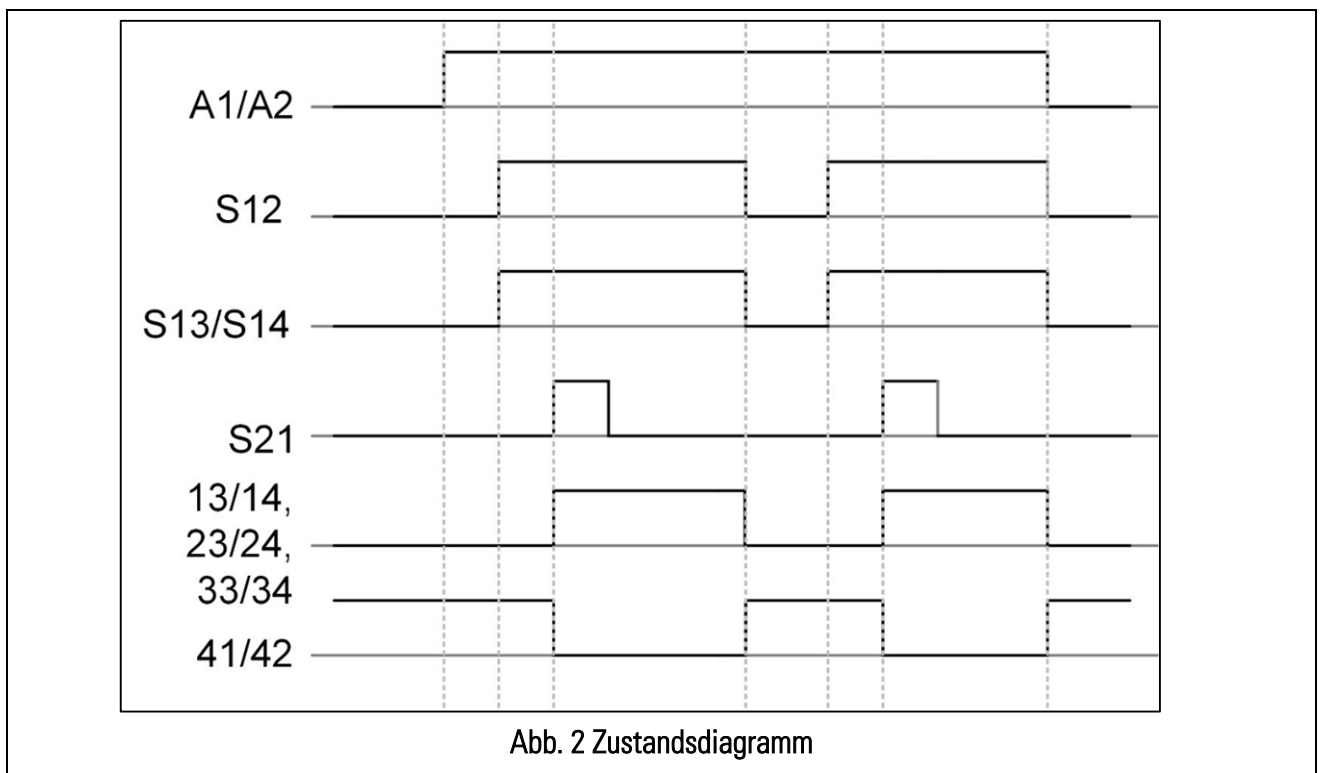 A1/A2
S12
S13/S14
S21
13/14,
23/24,
33/34
41/42
Abb. 2 Zustandsdiagramm